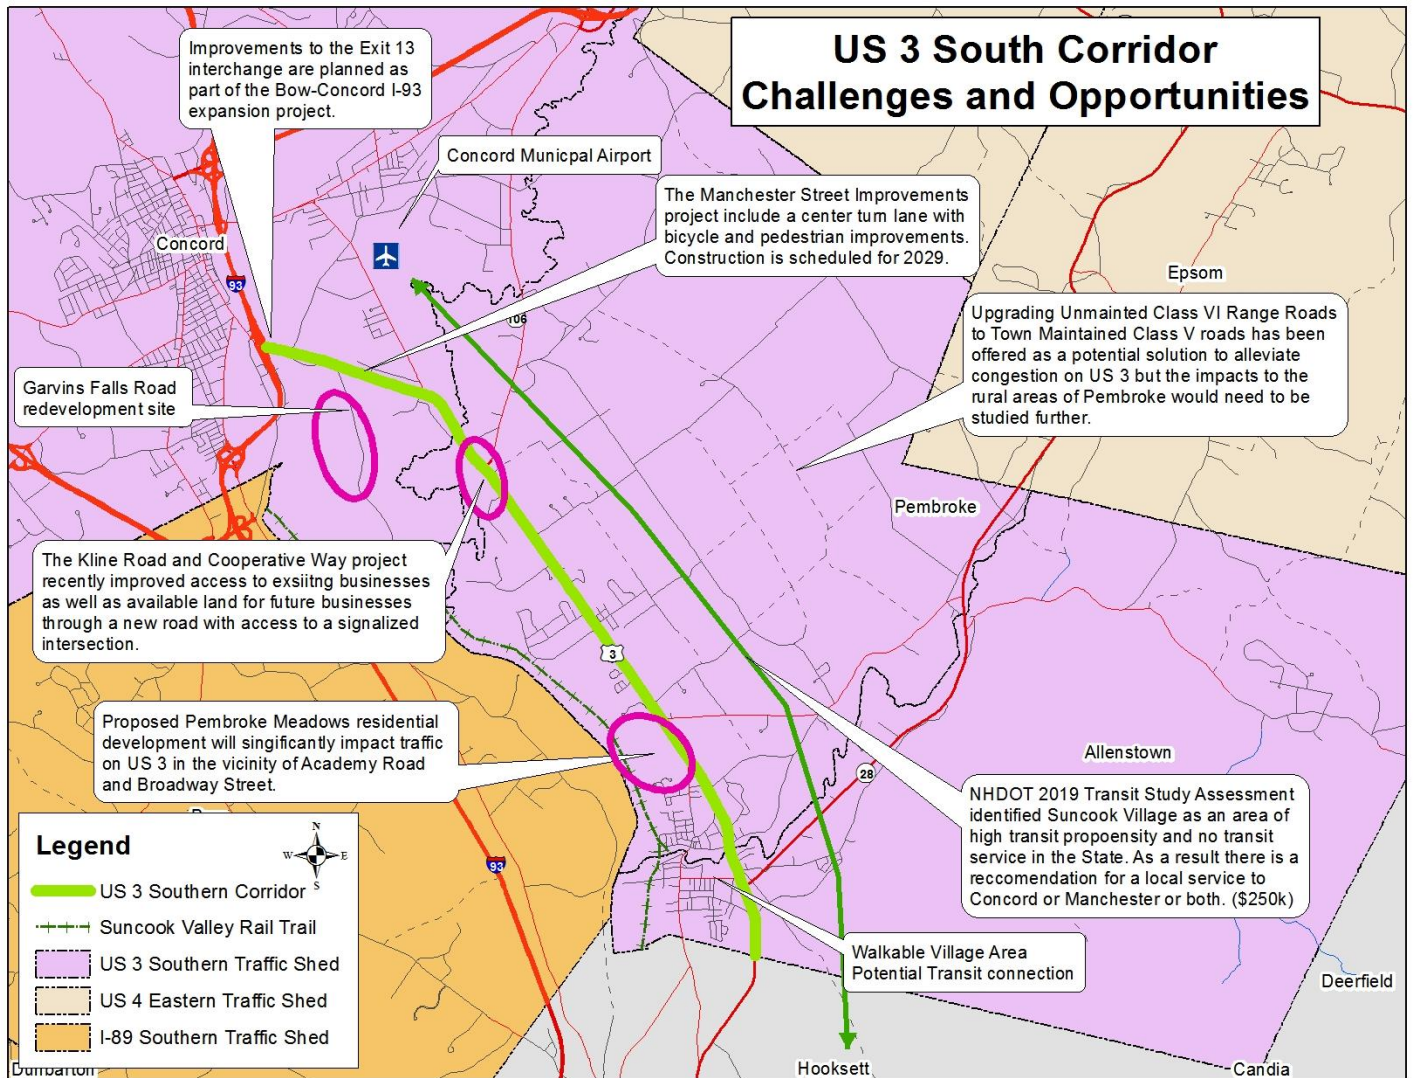 US 3 South Corridor
Challenges and Opportunities
Improvements to the Exit 13
interchange are planned as
part of the Bow-Concord I-93
expansion project.
Concord Municpal Airport
The Manchester Street Improvements
project include a center turn lane with
bicycle and pedestrian improvements.
Construction is scheduled for 2029.
Concord
93
106
Epsom
Upgrading Unmainted Class VI Range Roads
to Town Maintained Class V roads has been
offered as a potential solution to alleviate
congestion on US 3 but the impacts to the
rural areas of Pembroke would need to be
studied further.
Garvins Falls Road
redevelopment site
Pembroke
The Kline Road and Cooperative Way project
recently improved access to exsiitng businesses
as well as available land for future businesses
through a new road with access to a signalized
intersection.
3
Proposed Pembroke Meadows residential
development will singificantly impact traffic
on US 3 in the vicinity of Academy Road
and Broadway Street.
Allenstown
28
NHDOT 2019 Transit Study Assessment
identified Suncook Village as an area of
high transit propoensity and no transit
service in the State. As a result there is a
reccomendation for a local service to
Concord or Manchester or both. ($250k)
Legend
N
W
E
S
US 3 Southern Corridor
Suncook Valley Rail Trail
US 3 Southern Traffic Shed
US 4 Eastern Traffic Shed
I-89 Southern Traffic Shed
93
Walkable Village Area
Potential Transit connection
Deerfield
Dunbarton
Hooksett
Candia